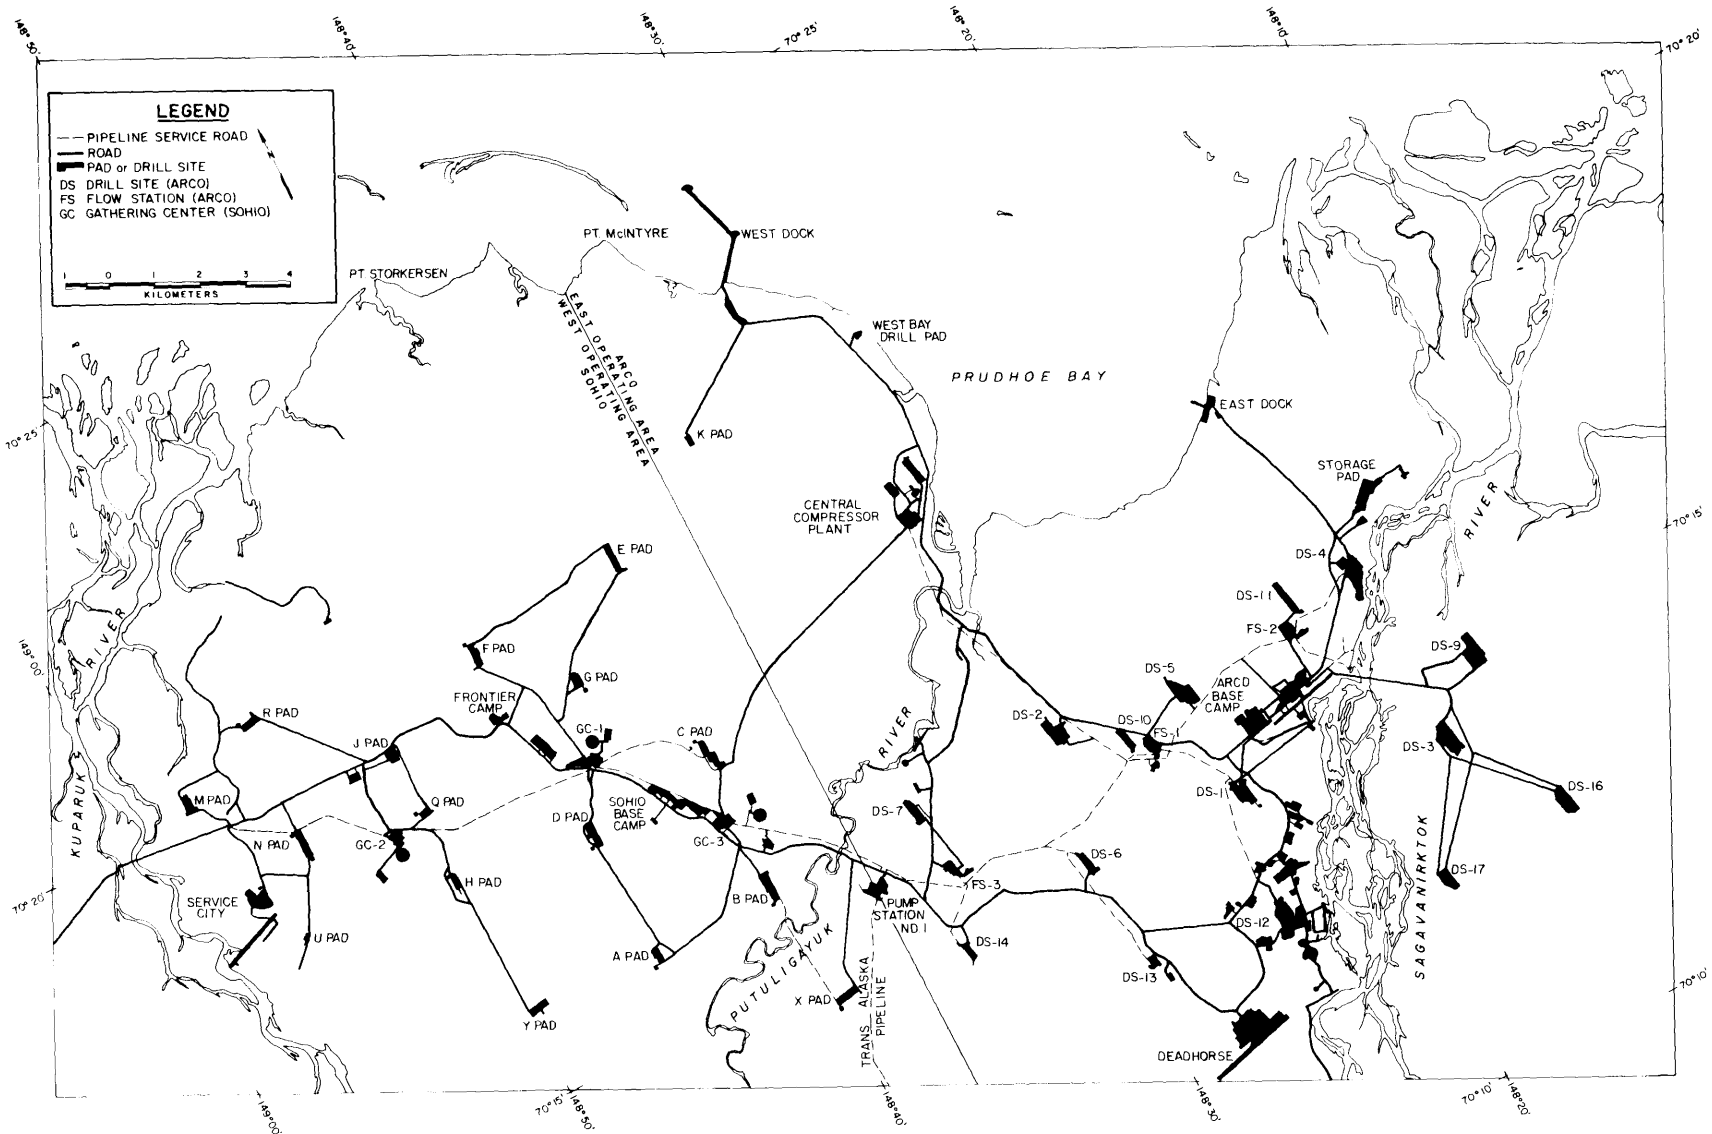 148° 50'
148° 40'
148° 30'
70° 25'
148° 20'
148° 10'
70° 20'
LEGEND
PIPELINE SERVICE ROAD
ROAD
PAD or DRILL SITE
DS DRILL SITE (ARCO)
FS FLOW STATION (ARCO)
GC GATHERING CENTER (SOHIO)
N
1 0 1 2 3 4
KILOMETERS
PT. McINTYRE
WEST DOCK
PT STORKERSEN
ARCO
EAST OPERATING AREA
WEST OPERATING AREA
SOHIO
WEST BAY
DRILL PAD
PRUDHOE BAY
EAST DOCK
70° 25'
K PAD
STORAGE
PAD
CENTRAL
COMPRESSOR
PLANT
RIVER
70° 15'
E PAD
DS-4
DS-11
FS-2
RIVER
149° 00'
F PAD
G PAD
DS-9
DS-5
ARCO
BASE
CAMP
FRONTIER
CAMP
R PAD
GC-1
C PAD
RIVER
DS-2
DS-10
FS-1
J PAD
DS-3
KUPARUK
M PAD
Q PAD
SOHIO
BASE
CAMP
D PAD
DS-7
DS-1
DS-16
N PAD
GC-2
GC-3
DS-6
70° 20'
SERVICE
CITY
H PAD
B PAD
FS-3
DS-17
PUMP
STATION
NO. 1
DS-12
U PAD
A PAD
DS-14
SAGAVANIRKTOK
PUTULIGAYUK
DS-13
70° 10'
X PAD
Y PAD
TRANS ALASKA
PIPELINE
DEADHORSE
149° 00'
70° 15'
148° 50'
148° 40'
148° 30'
70° 10'
148° 20'